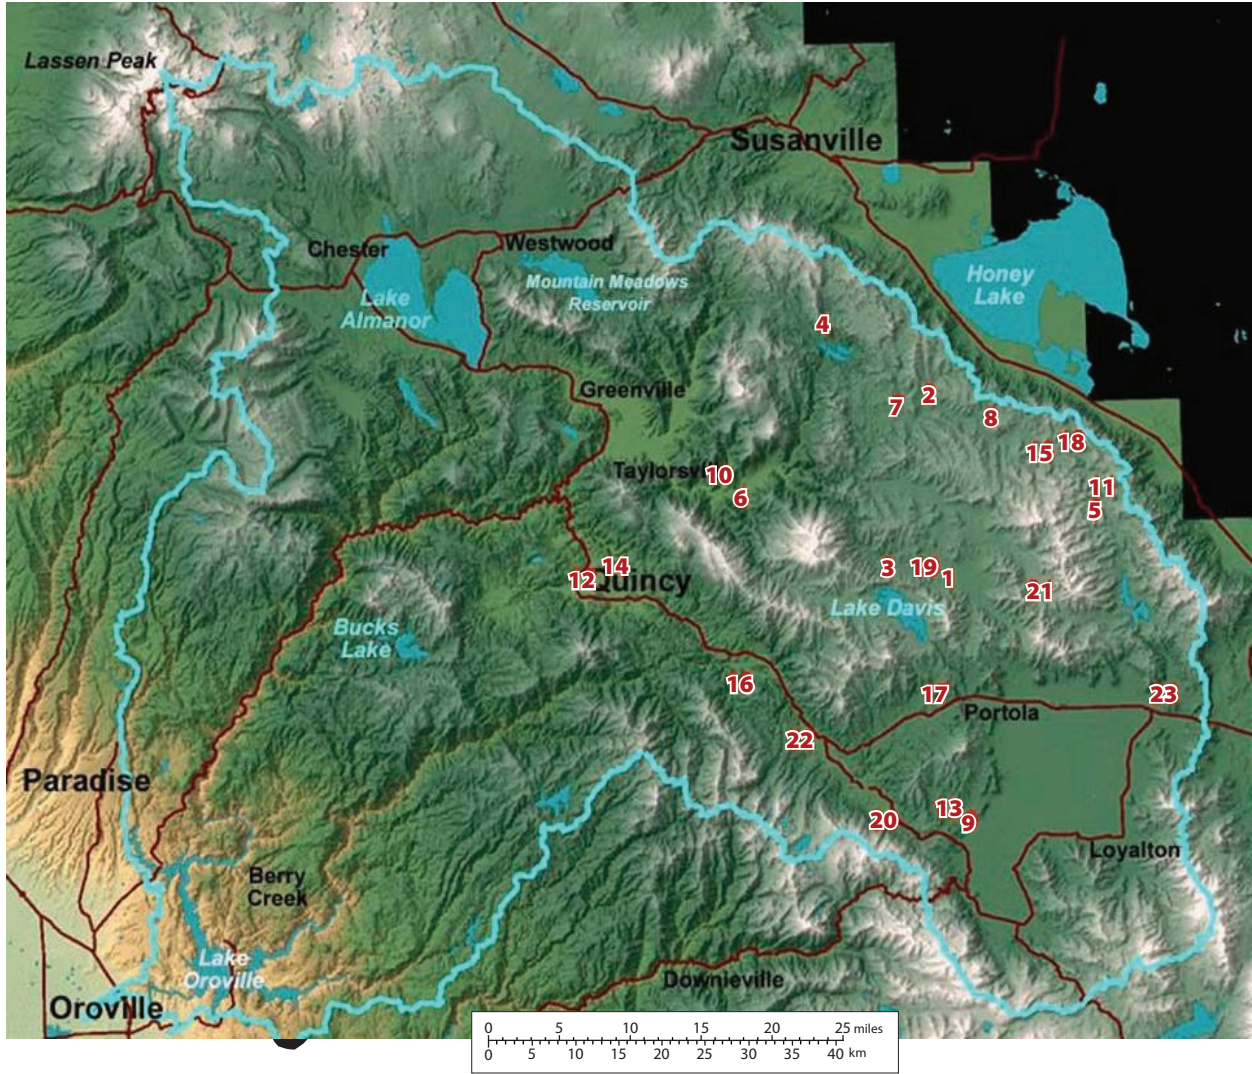 Lassen Peak
Susanville
Chester
Westwood
Honey
Lake
Mountain Meadows
Reservoir
Lake
Almanor
4
Greenville
2
7
8
18
15
Taylorsvil
10
11
6
5
3
19
14
12
Quincy
1
21
Lake Davis
Bucks
Lake
16
17
23
Portola
22
Paradise
13
20
9
Loyalton
Berry
Creek
Lake
Oroville
Downieville
Oroville
0 5 10 15 20 25 miles
0 5 10 15 20 25 30 35 40 km